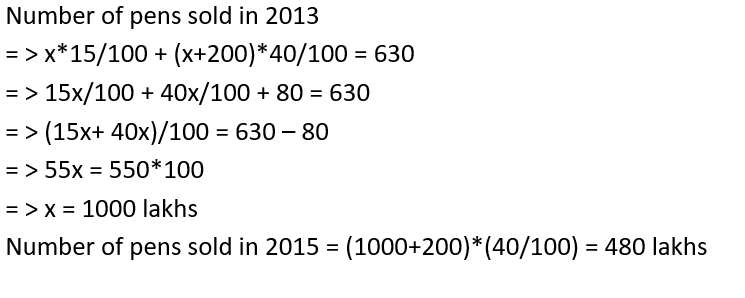 Number of pens sold in 2013
= > x*15/100 + (x+200)*40/100 = 630
= > 15x/100 + 40x/100 + 80 = 630
= > (15x+ 40x)/100 = 630 – 80
= > 55x = 550*100
= > x = 1000 lakhs
Number of pens sold in 2015 = (1000+200)*(40/100) = 480 lakhs